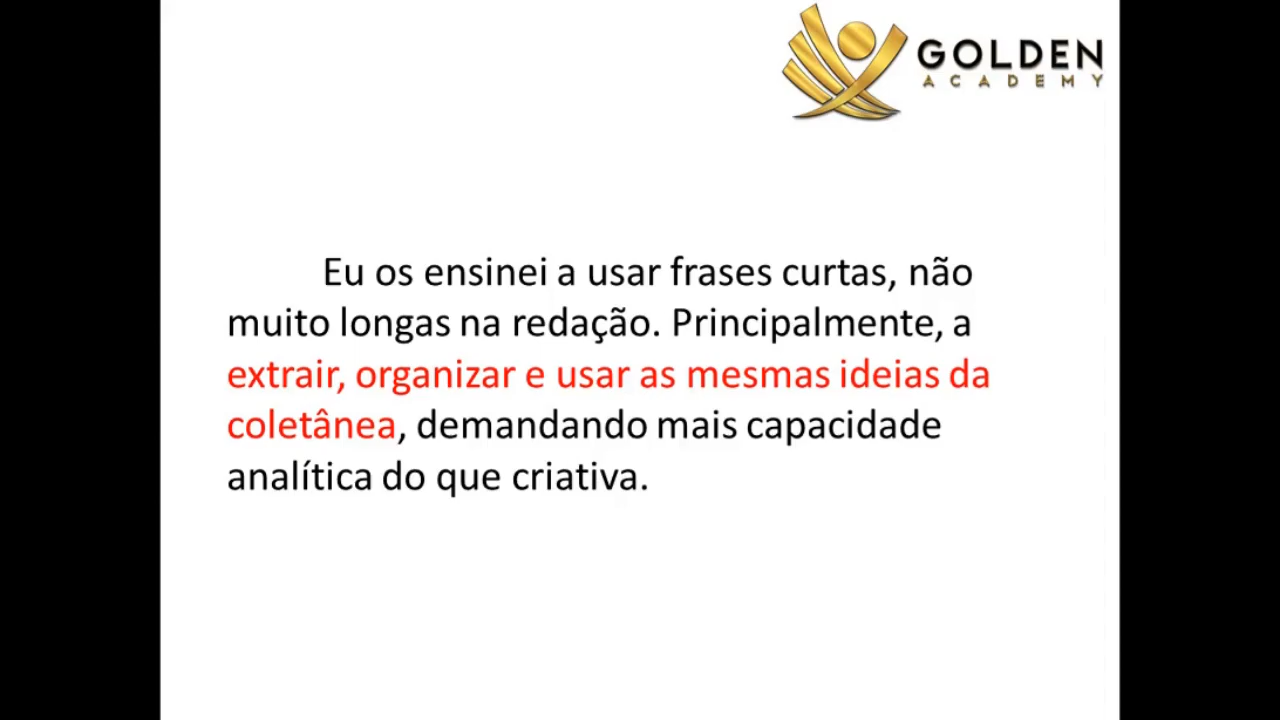 GOLDEN
ACADEMY
Eu os ensinei a usar frases curtas, não
muito longas na redação. Principalmente, a
extrair, organizar e usar as mesmas ideias da
coletânea, demandando mais capacidade
analítica do que criativa.